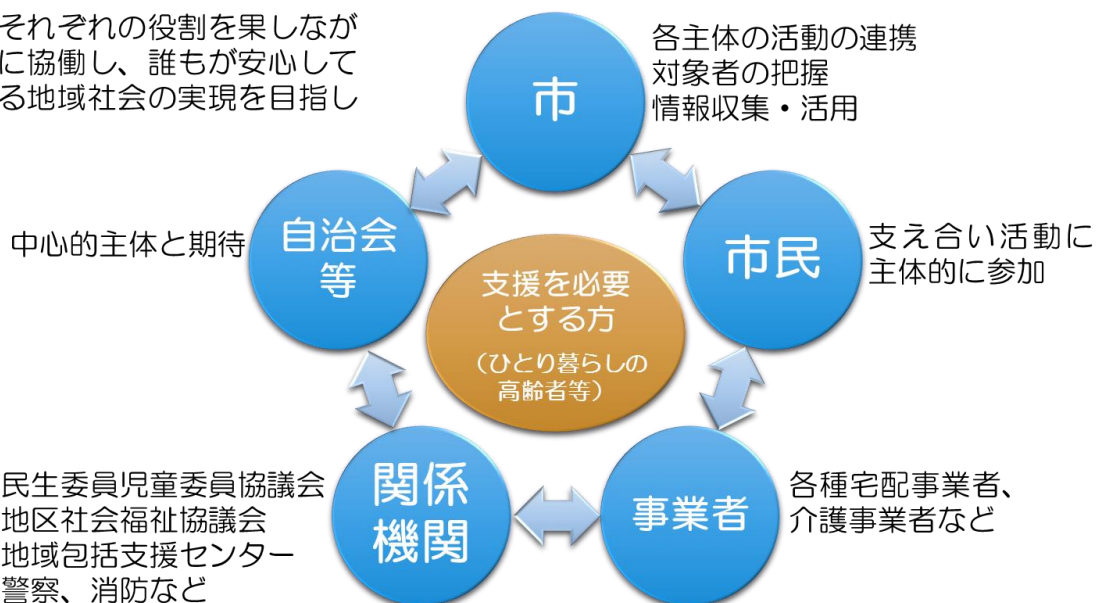 それぞれの役割を果しなが
に協働し、誰もが安心して
る地域社会の実現を目指し
市
各主体の活動の連携
対象者の把握
情報収集・活用
中心的主体と期待
自治会
等
市民
支え合い活動に
主体的に参加
支援を必要
とする方
（ひとり暮らしの
高齢者等）
民生委員児童委員協議会
地区社会福祉協議会
地域包括支援センター
警察、消防など
関係
機関
事業者
各種宅配事業者、
介護事業者など